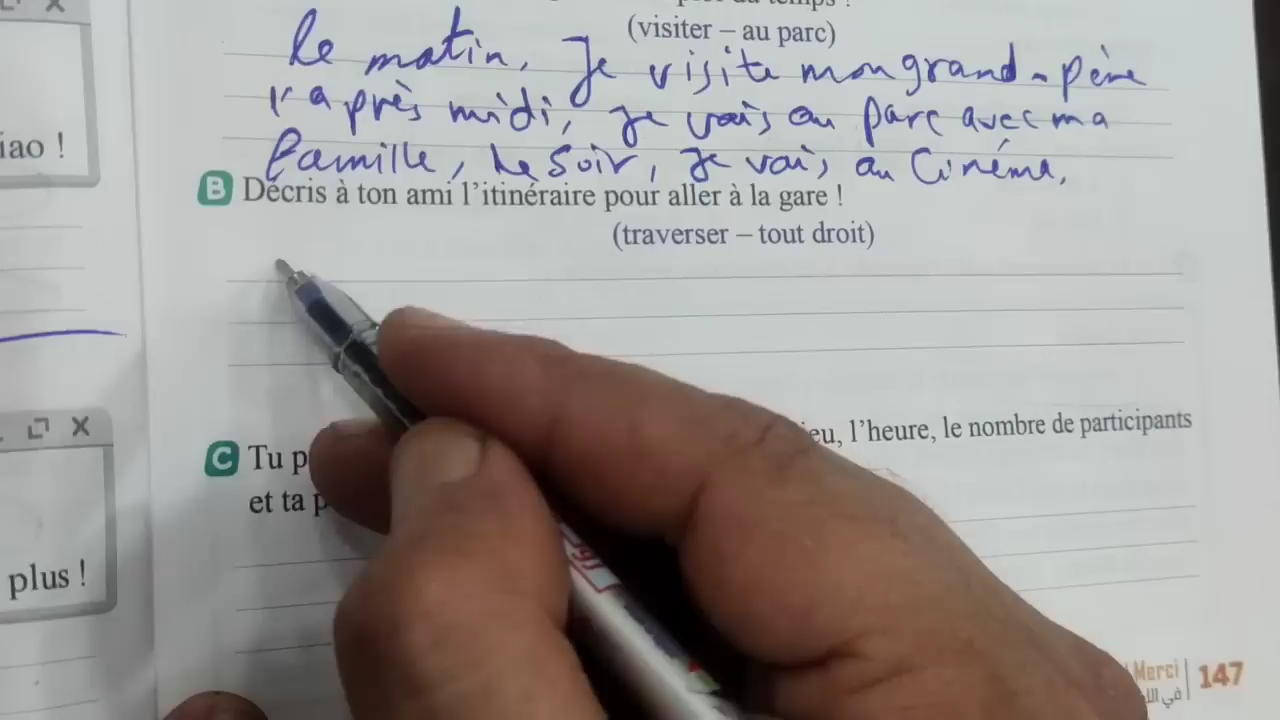 (visiter – au parc)
le matin, Je visite mon grand-père
l'après midi, Je vais au parc avec ma
famille, Le Soir, Je vais au Cinéma.
iao !
B Décris à ton ami l'itinéraire pour aller à la gare !
(traverser – tout droit)
C Tu p
eu, l'heure, le nombre de participants
et ta p
plus !
Merci
147